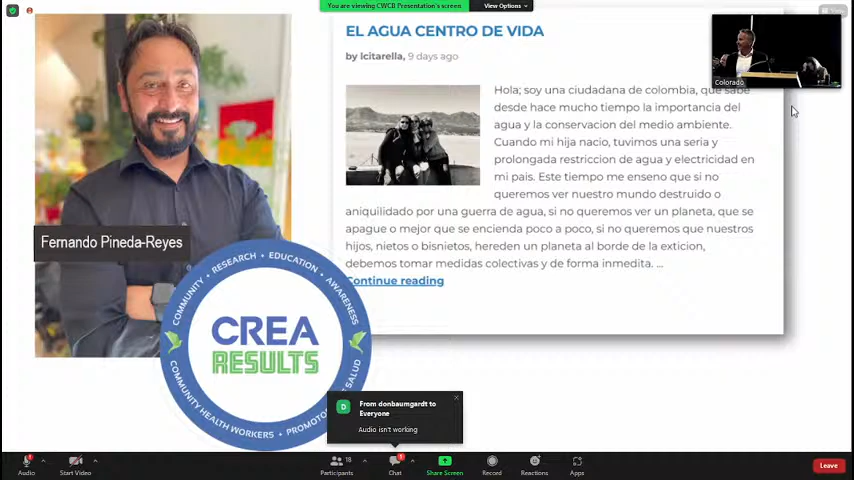 You are viewing CWCB Presentation's screen
View Options
View
EL AGUA CENTRO DE VIDA
by lcitarella, 9 days ago
Colorado
Hola; soy una ciudadana de colombia, que sabe
desde hace mucho tiempo la importancia del
agua y la conservacion del medio ambiente.
Cuando mi hija nacio, tuvimos una seria y
prolongada restriccion de agua y electricidad en
mi pais. Este tiempo me enseno que si no
queremos ver nuestro mundo destruido o
aniquilidado por una guerra de agua, si no queremos ver un planeta, que se
apague o mejor que se encienda poco a poco, si no queremos que nuestros
hijos, nietos o bisnietos, hereden un planeta al borde de la exticion,
debemos tomar medidas colectivas y de forma inmedita. ...
Continue reading
Fernando Pineda-Reyes
COMMUNITY • RESEARCH • EDUCATION • AWARENESS
CREA
RESULTS
COMMUNITY HEALTH WORKERS • PROMOTO
SALUD
D
From donbaumgardt to
Everyone
Audio isn't working
Audio
Start Video
Participants
18
Chat
Share Screen
Record
Reactions
Apps
Leave